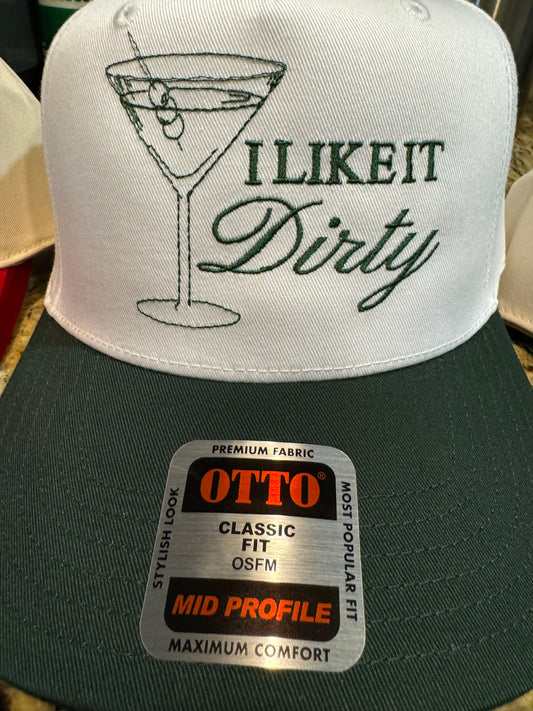 I LIKE IT
Dirty
PREMIUM FABRIC
STYLISH LOOK
OTTO®
CLASSIC
FIT
OSFM
MOST POPULAR FIT
MID PROFILE
MAXIMUM COMFORT